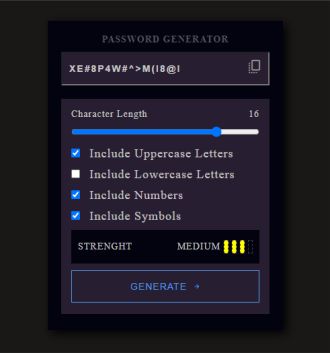 PASSWORD GENERATOR
XE#8P4W#^>M(I8@I
Character Length 16
Include Uppercase Letters
Include Lowercase Letters
Include Numbers
Include Symbols
STRENGHT MEDIUM
GENERATE →